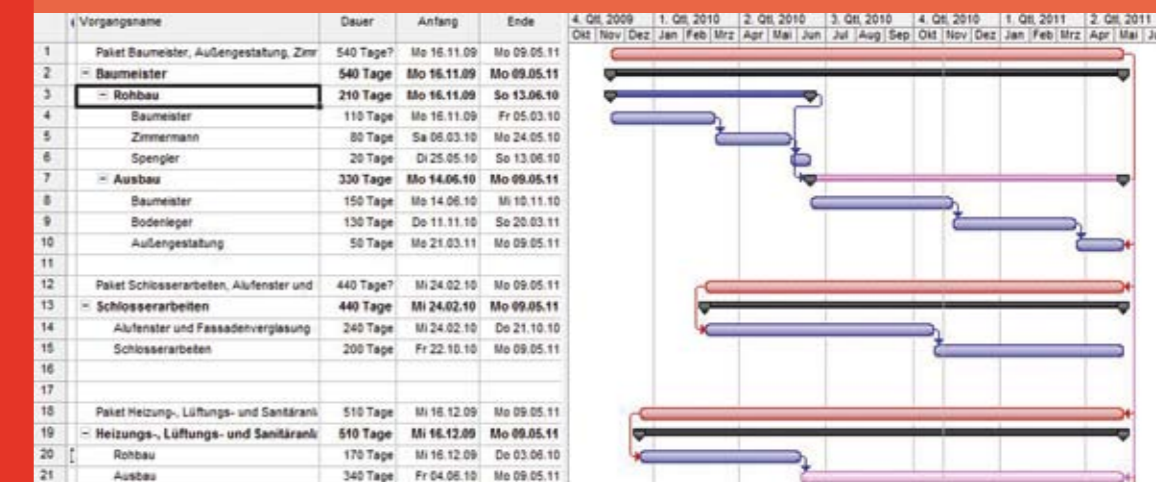 Vorgangsname Dauer Anfang Ende 4. Qtl, 2009 1. Qtl, 2010 2. Qtl, 2010 3. Qtl, 2010 4. Qtl, 2010 1. Qtl, 2011 2. Qtl, 2011
Okt Nov Dez Jan Feb Mrz Apr Mai Jun Jul Aug Sep Okt Nov Dez Jan Feb Mrz Apr Mai
1 Paket Baumeister, Außengestaltung, Zimr 540 Tage? Mo 16.11.09 Mo 09.05.11
2 Baumeister 540 Tage Mo 16.11.09 Mo 09.05.11
3 Rohbau 210 Tage Mo 16.11.09 So 13.06.10
4 Baumeister 110 Tage Mo 16.11.09 Fr 05.03.10
5 Zimmermann 80 Tage Sa 06.03.10 Mo 24.05.10
6 Spengler 20 Tage Di 25.05.10 So 13.06.10
7 Ausbau 330 Tage Mo 14.06.10 Mo 09.05.11
8 Baumeister 150 Tage Mo 14.06.10 Mi 10.11.10
9 Bodenleger 130 Tage Do 11.11.10 So 20.03.11
10 Außengestaltung 50 Tage Mo 21.03.11 Mo 09.05.11
11
12 Paket Schlosserarbeiten, Alufenster und 440 Tage? Mi 24.02.10 Mo 09.05.11
13 Schlosserarbeiten 440 Tage Mi 24.02.10 Mo 09.05.11
14 Alufenster und Fassadenverglasung 240 Tage Mi 24.02.10 Do 21.10.10
15 Schlosserarbeiten 200 Tage Fr 22.10.10 Mo 09.05.11
16
17
18 Paket Heizung-, Lüftungs- und Sanitäranl 510 Tage Mi 16.12.09 Mo 09.05.11
19 Heizungs-, Lüftungs- und Sanitäranl 510 Tage Mi 16.12.09 Mo 09.05.11
20 Rohbau 170 Tage Mi 16.12.09 Do 03.06.10
21 Ausbau 340 Tage Fr 04.06.10 Mo 09.05.11